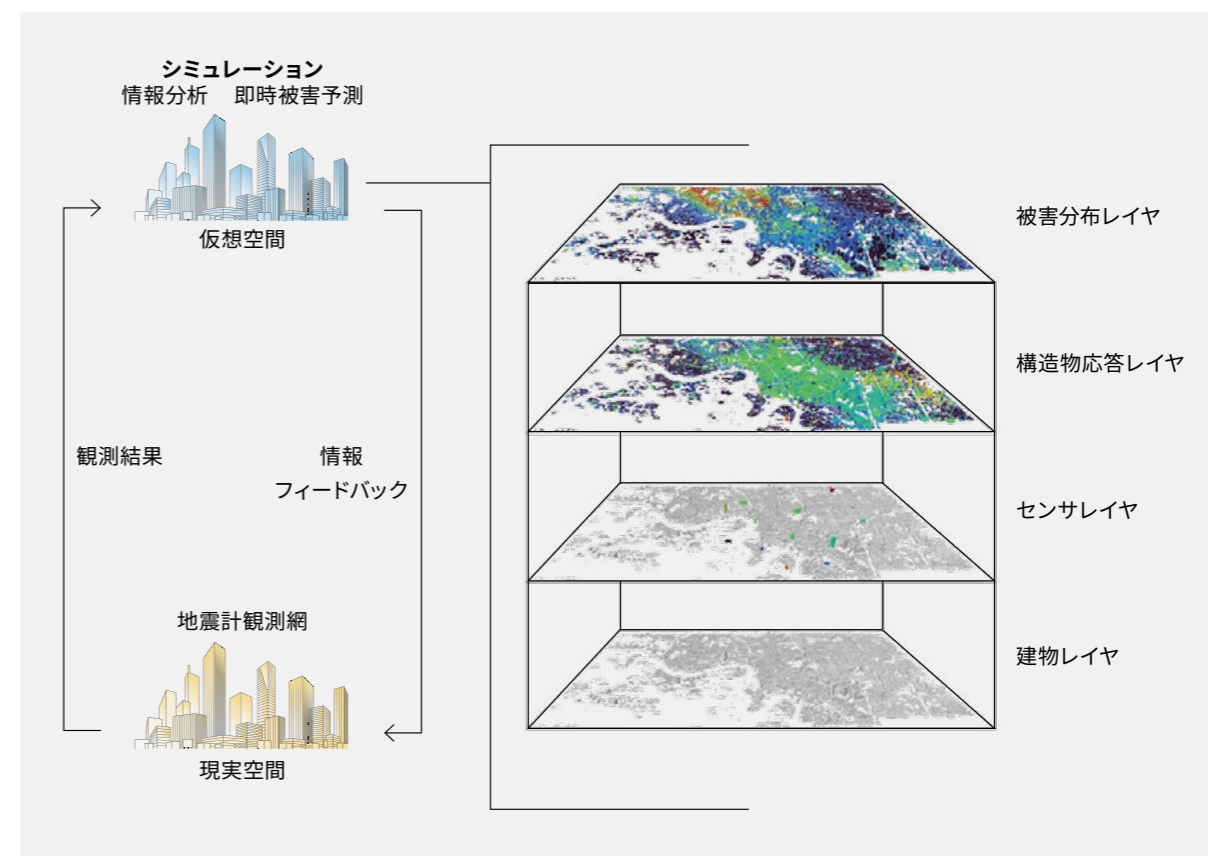 シミュレーション
情報分析 即時被害予測
仮想空間
観測結果
情報
フィードバック
地震計観測網
現実空間
被害分布レイヤ
構造物応答レイヤ
センサレイヤ
建物レイヤ